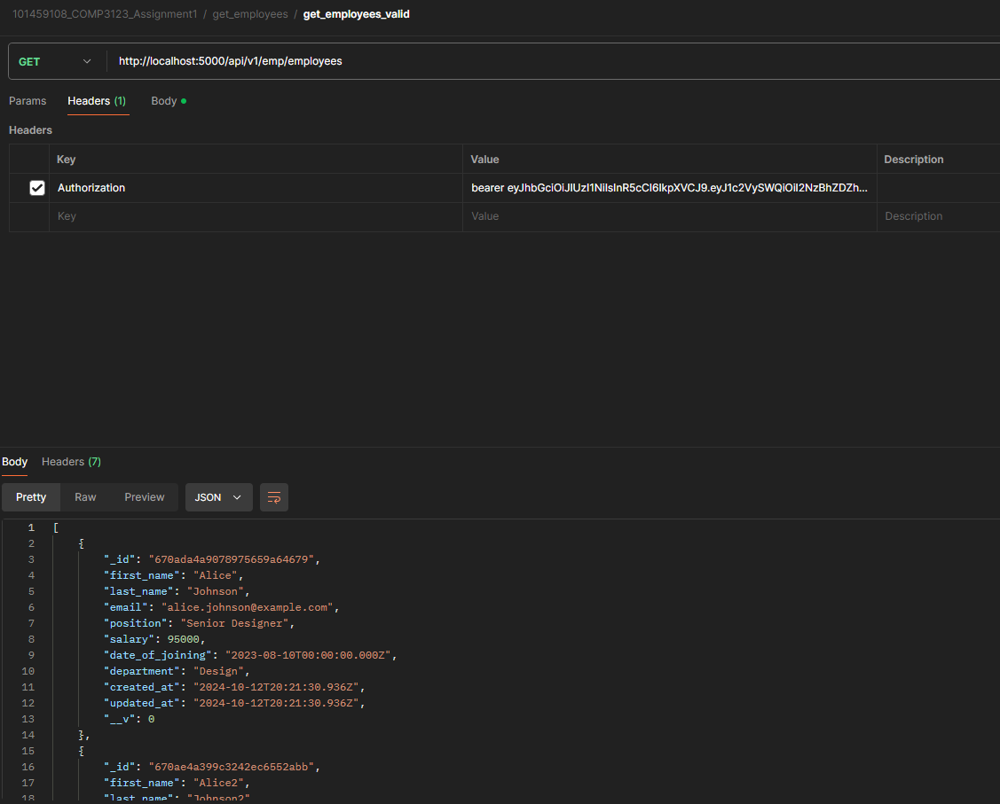 101459108_COMP3123_Assignment1 / get_employees / get_employees_valid
GET http://localhost:5000/api/v1/emp/employees
Params Headers (1) Body
Headers
Key Value Description
Authorization bearer eyJhbGciOiJIUzI1NiIsInR5cCI6IkpXVCJ9.eyJ1c2VySWQiOiI2NzBhZDZh...
Key Value Description
Body Headers (7)
Pretty Raw Preview JSON
1 [
2 {
3 "_id": "670ada4a9078975659a64679",
4 "first_name": "Alice",
5 "last_name": "Johnson",
6 "email": "alice.johnson@example.com",
7 "position": "Senior Designer",
8 "salary": 95000,
9 "date_of_joining": "2023-08-10T00:00:00.000Z",
10 "department": "Design",
11 "created_at": "2024-10-12T20:21:30.936Z",
12 "updated_at": "2024-10-12T20:21:30.936Z",
13 "__v": 0
14 },
15 {
16 "_id": "670ae4a399c3242ec6552abb",
17 "first_name": "Alice2",
18 "last_name": "Johnson2"